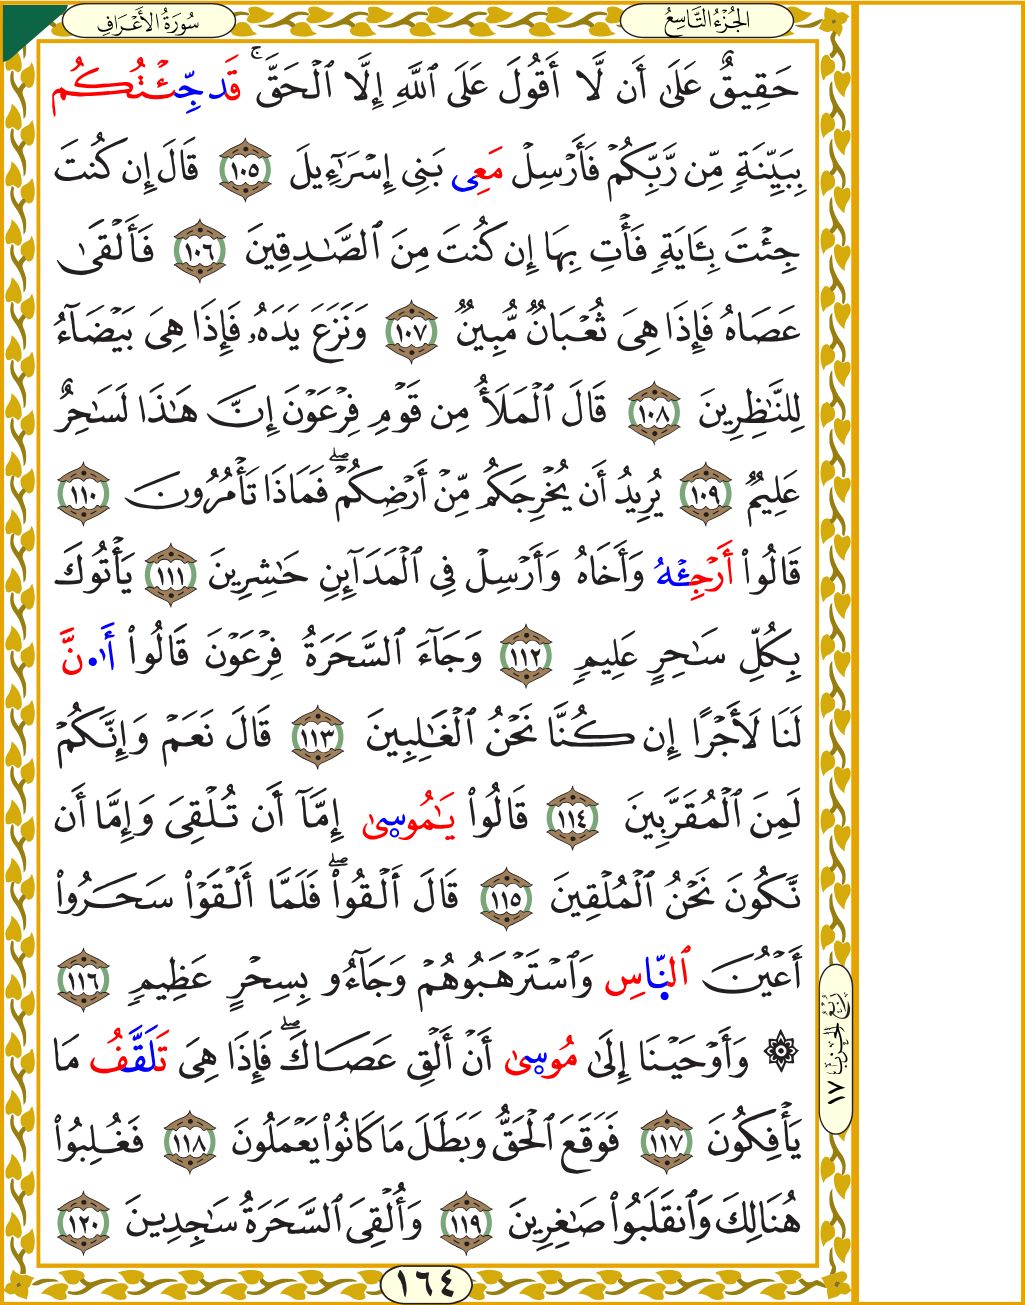 سُورَةُ الأَعْرَافِ
الجُزْءُ التَّاسِعُ
حَقِيقٌ عَلَىٰ أَن لَّا أَقُولَ عَلَى ٱللَّهِ إِلَّا ٱلْحَقَّ ۚ قَد جِّئْتُكُم
بِبَيِّنَةٍ مِّن رَّبِّكُمْ فَأَرْسِلْ مَعِى بَنِى إِسْرَٰٓءِيلَ ١٠٥ قَالَ إِن كُنتَ
جِئْتَ بِـَٔايَةٍ فَأْتِ بِهَا إِن كُنتَ مِنَ ٱلصَّـٰدِقِينَ ١٠٦ فَأَلْقَىٰ
عَصَاهُ فَإِذَا هِىَ ثُعْبَانٌ مُّبِينٌ ١٠٧ وَنَزَعَ يَدَهُۥ فَإِذَا هِىَ بَيْضَآءُ
لِلنَّـٰظِرِينَ ١٠٨ قَالَ ٱلْمَلَأُ مِن قَوْمِ فِرْعَوْنَ إِنَّ هَـٰذَا لَسَـٰحِرٌ
عَلِيمٌ ١٠٩ يُرِيدُ أَن يُخْرِجَكُم مِّنْ أَرْضِكُمْ ۖ فَمَاذَا تَأْمُرُونَ ١١٠
قَالُوا۟ أَرْجِئْهُ وَأَخَاهُ وَأَرْسِلْ فِى ٱلْمَدَآئِنِ حَـٰشِرِينَ ١١١ يَأْتُوكَ
بِكُلِّ سَـٰحِرٍ عَلِيمٍ ١١٢ وَجَآءَ ٱلسَّحَرَةُ فِرْعَوْنَ قَالُوا۟ أَا۟نَّ
لَنَا لَأَجْرًا إِن كُنَّا نَحْنُ ٱلْغَـٰلِبِينَ ١١٣ قَالَ نَعَمْ وَإِنَّكُمْ
لَمِنَ ٱلْمُقَرَّبِينَ ١١٤ قَالُوا۟ يَـٰمُوسَىٰ إِمَّآ أَن تُلْقِىَ وَإِمَّا أَن
نَّكُونَ نَحْنُ ٱلْمُلْقِينَ ١١٥ قَالَ أَلْقُوا۟ ۖ فَلَمَّا أَلْقَوْا۟ سَحَرُوا۟
أَعْيُنَ ٱلنَّاسِ وَٱسْتَرْهَبُوهُمْ وَجَآءُو بِسِحْرٍ عَظِيمٍ ١١٦
۞ وَأَوْحَيْنَا إِلَىٰ مُوسَىٰ أَنْ أَلْقِ عَصَاكَ ۖ فَإِذَا هِىَ تَلَقَّفُ مَا
يَأْفِكُونَ ١١٧ فَوَقَعَ ٱلْحَقُّ وَبَطَلَ مَا كَانُوا۟ يَعْمَلُونَ ١١٨ فَغُلِبُوا۟
هُنَالِكَ وَٱنقَلَبُوا۟ صَـٰغِرِينَ ١١٩ وَأُلْقِىَ ٱلسَّحَرَةُ سَـٰجِدِينَ ١٢٠
رُبْعُ الحِزْبِ ١٧
١٦٤